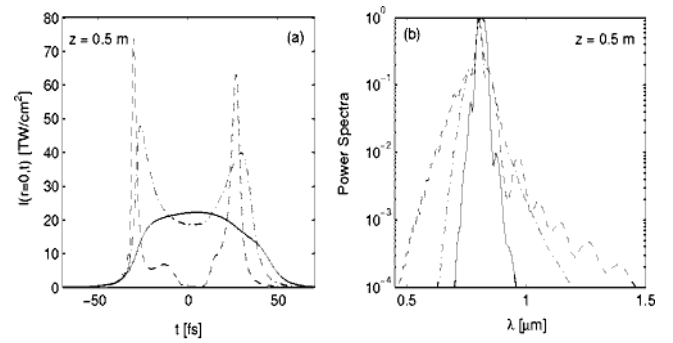 80
70
60
50
40
30
20
10
0
−50
0
50
z = 0.5 m
(a)
I(r=0,t) [TW/cm²]
t [fs]
10⁰
10⁻¹
10⁻²
10⁻³
10⁻⁴
0.5
1
1.5
(b)
z = 0.5 m
Power Spectra
λ [μm]